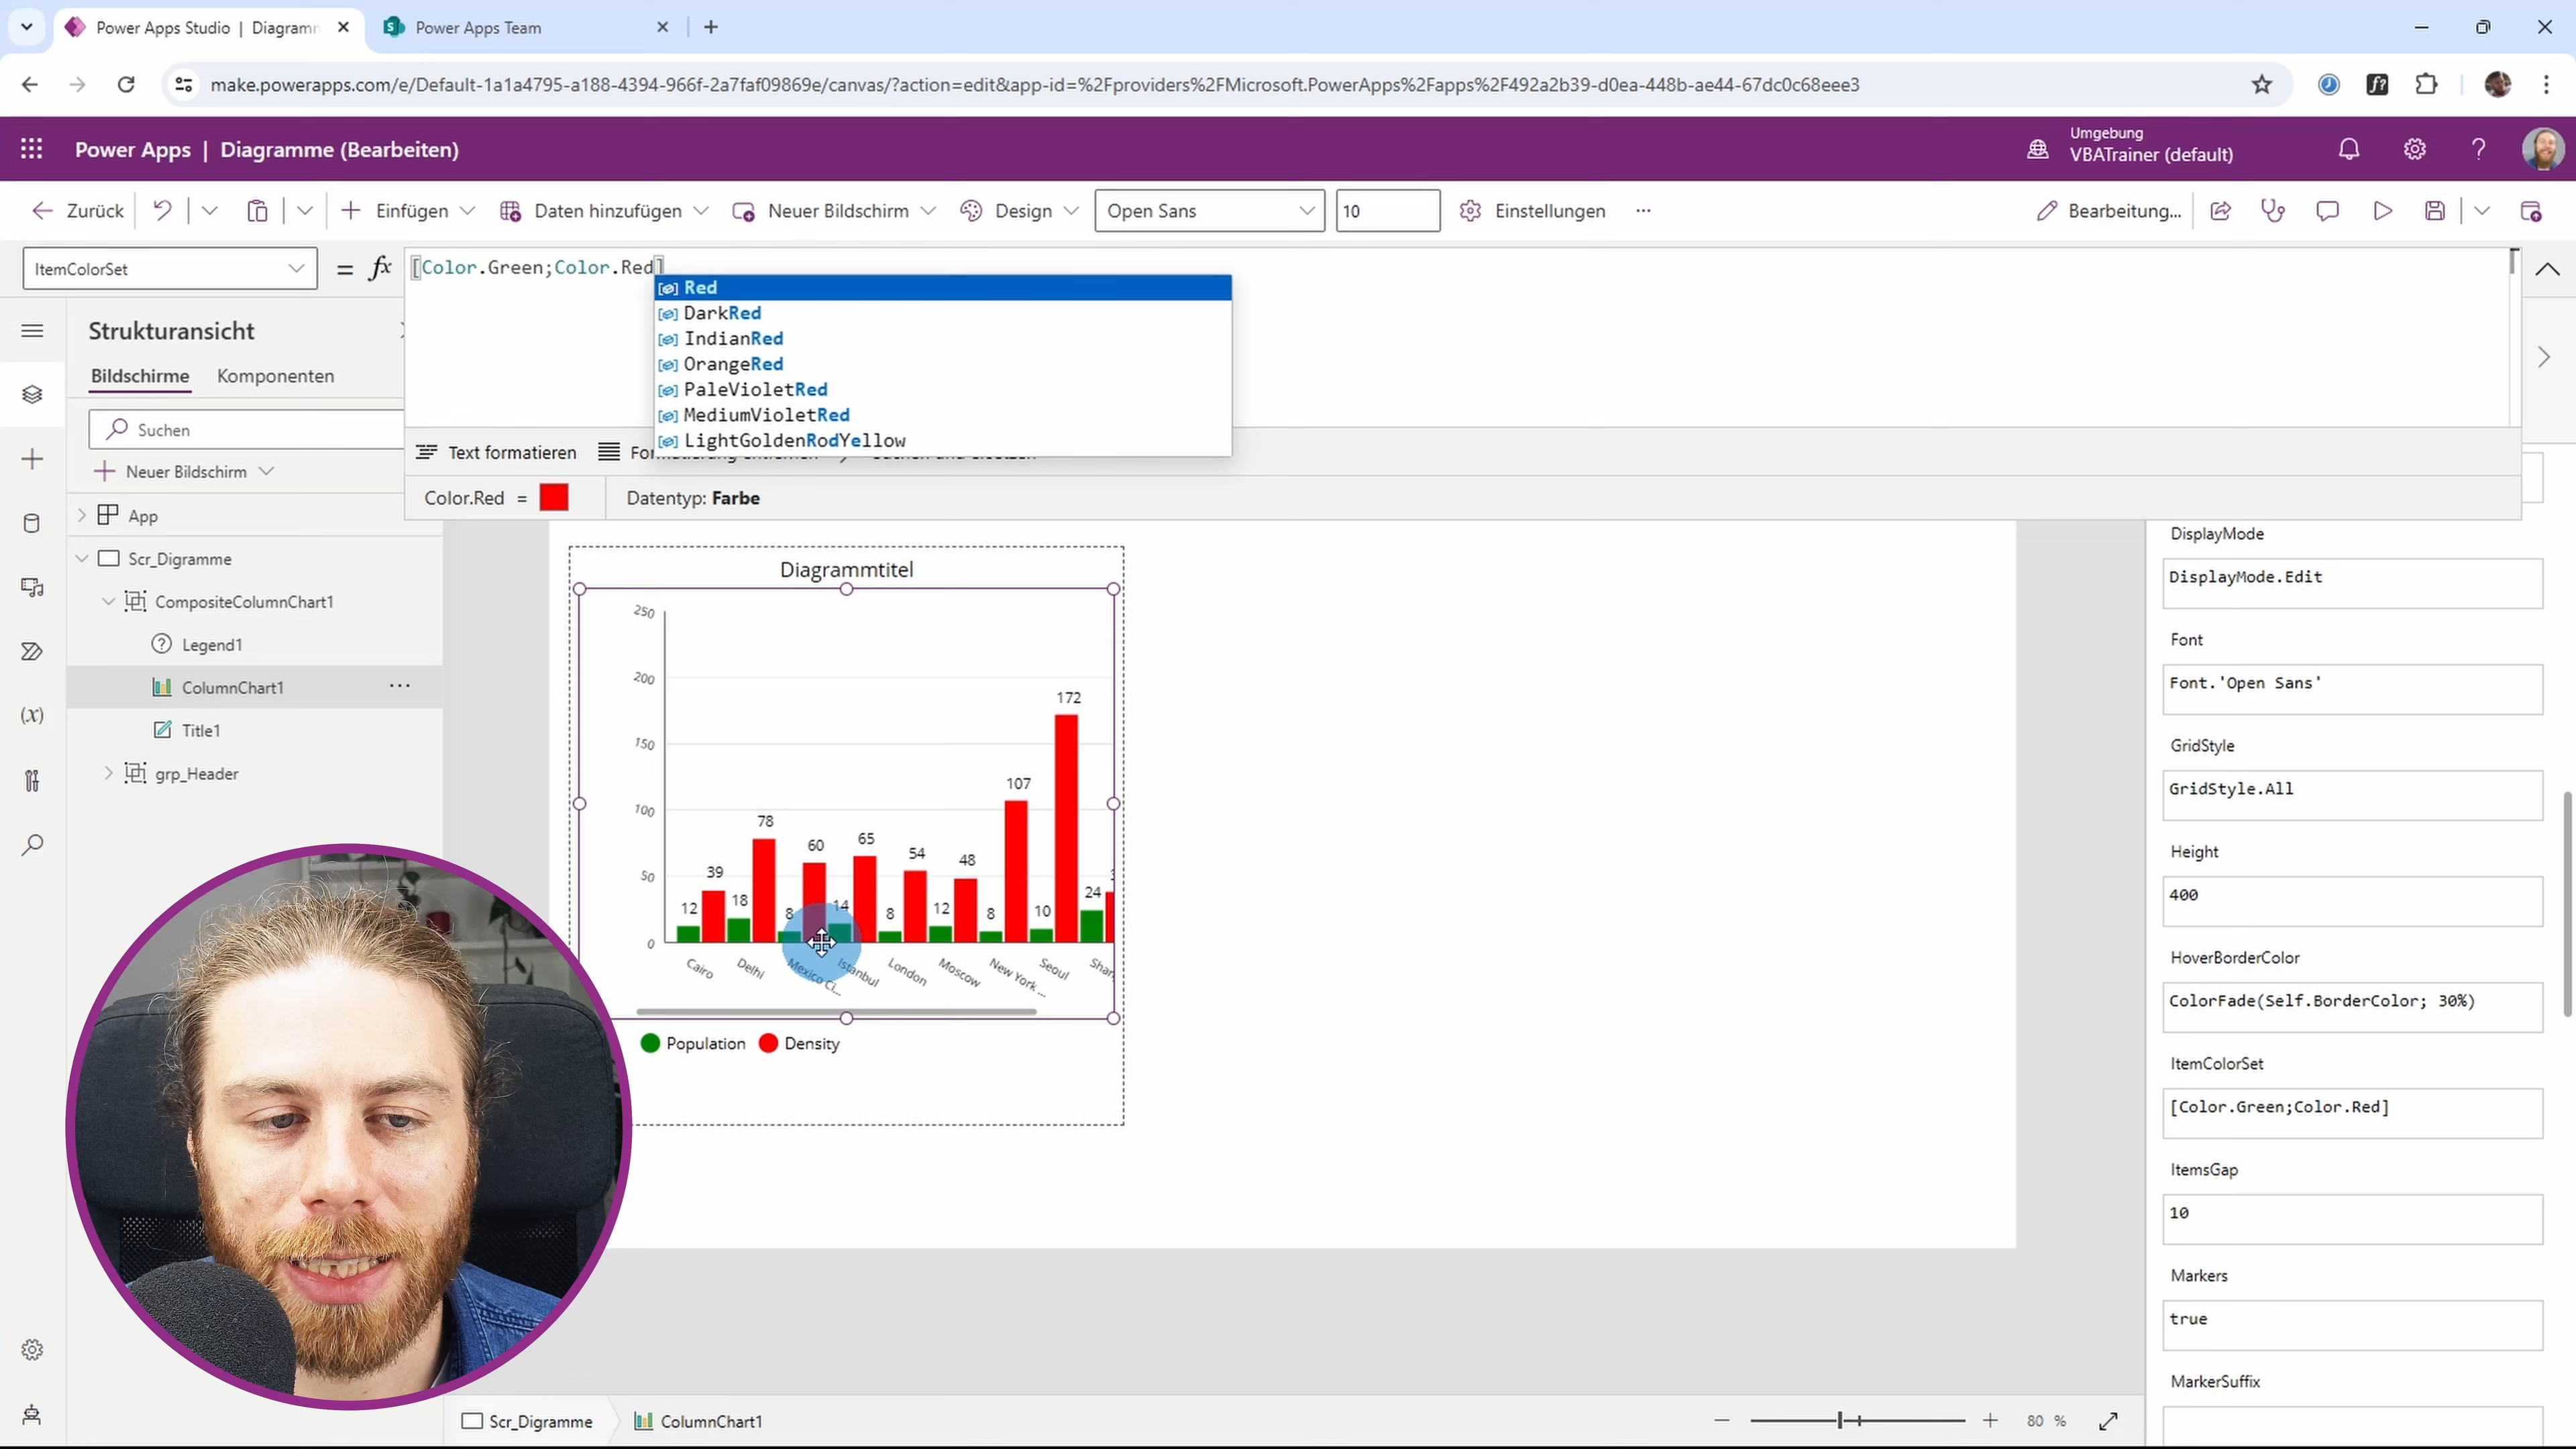 Power Apps Studio | Diagramm
Power Apps Team
make.powerapps.com/e/Default-1a1a4795-a188-4394-966f-2a7faf09869e/canvas/?action=edit&app-id=%2Fproviders%2FMicrosoft.PowerApps%2Fapps%2F492a2b39-d0ea-448b-ae44-67dc0c68eee3
Power Apps | Diagramme (Bearbeiten)
Umgebung
VBATrainer (default)
Zurück
Einfügen
Daten hinzufügen
Neuer Bildschirm
Design
Open Sans
10
Einstellungen
Bearbeitung...
ItemColorSet
= fx
[Color.Green;Color.Red]
Red
DarkRed
IndianRed
OrangeRed
PaleVioletRed
MediumVioletRed
LightGoldenRodYellow
Text formatieren
Color.Red =
Datentyp: Farbe
Strukturansicht
Bildschirme
Komponenten
Suchen
Neuer Bildschirm
App
Scr_Digramme
CompositeColumnChart1
Legend1
ColumnChart1
Title1
grp_Header
Diagrammtitel
250
200
150
100
50
0
12
39
18
78
8
60
14
65
8
54
12
48
8
107
10
172
24
Cairo
Delhi
Mexico Ci...
Istanbul
London
Moscow
New York ...
Seoul
Shan
Population
Density
DisplayMode
DisplayMode.Edit
Font
Font.'Open Sans'
GridStyle
GridStyle.All
Height
400
HoverBorderColor
ColorFade(Self.BorderColor; 30%)
ItemColorSet
[Color.Green;Color.Red]
ItemsGap
10
Markers
true
MarkerSuffix
Scr_Digramme
ColumnChart1
80 %